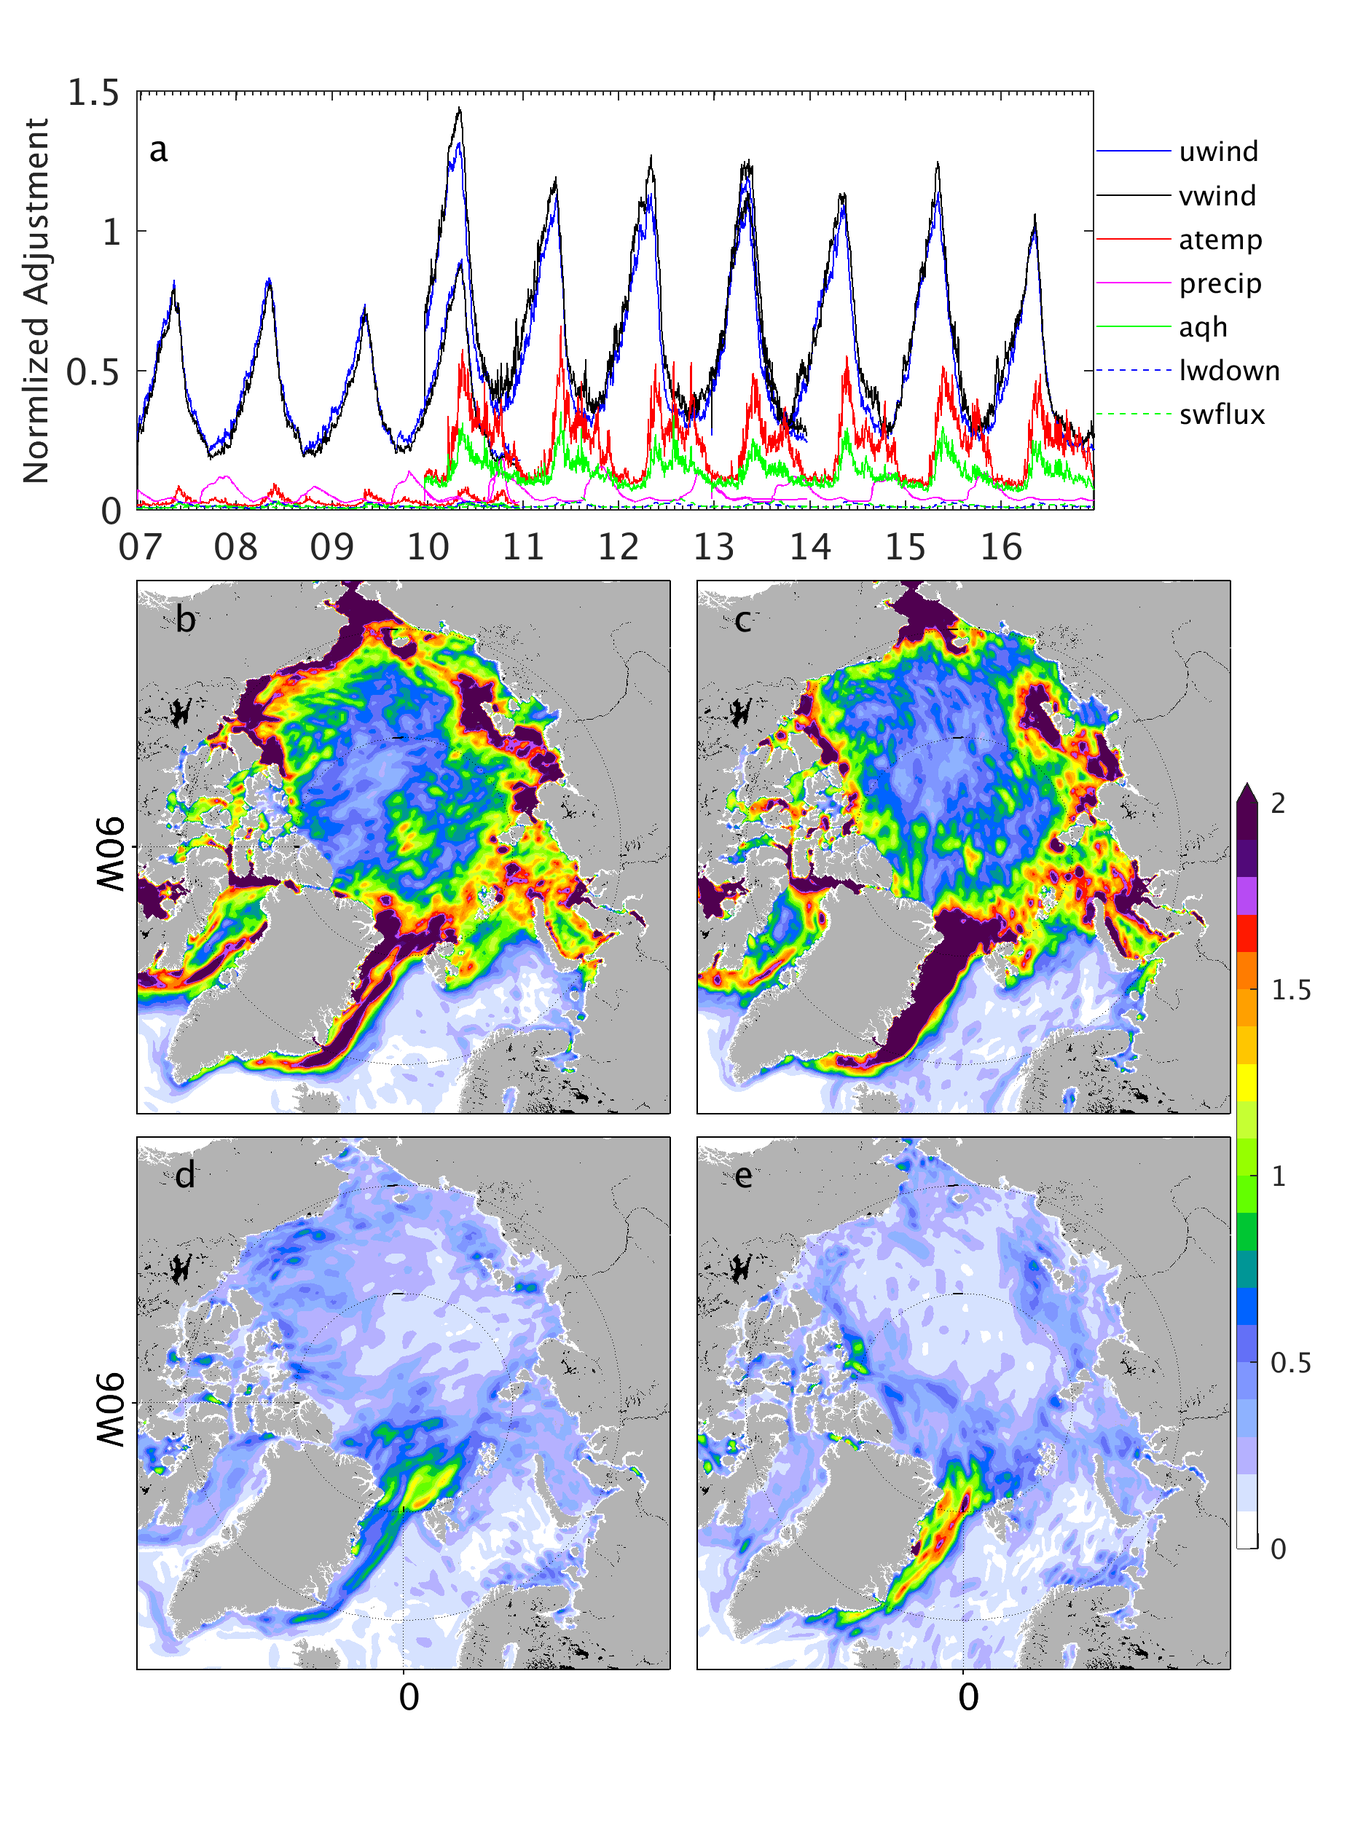 Normlized Adjustment
1.5
1
0.5
0
a
uwind
vwind
atemp
precip
aqh
lwdown
swflux
07 08 09 10 11 12 13 14 15 16
b
c
90W
2
1.5
1
0.5
0
d
e
90W
0
0